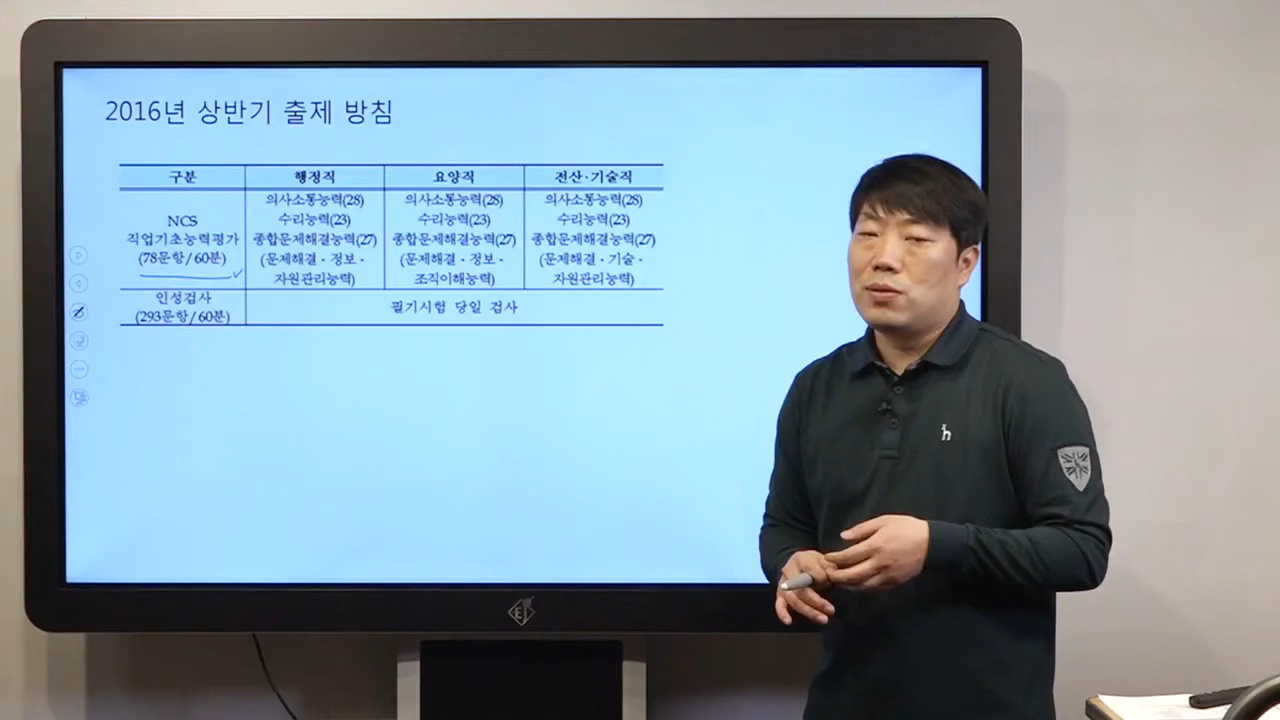 2016년 상반기 출제 방침
구분 행정직 요양직 전산·기술직
NCS
직업기초능력평가
(78문항/60분)
의사소통능력(28)
수리능력(23)
종합문제해결능력(27)
(문제해결·정보·
자원관리능력)
의사소통능력(28)
수리능력(23)
종합문제해결능력(27)
(문제해결·정보·
조직이해능력)
의사소통능력(28)
수리능력(23)
종합문제해결능력(27)
(문제해결·기술·
자원관리능력)
인성검사
(293문항/60분)
필기시험 당일 검사
h